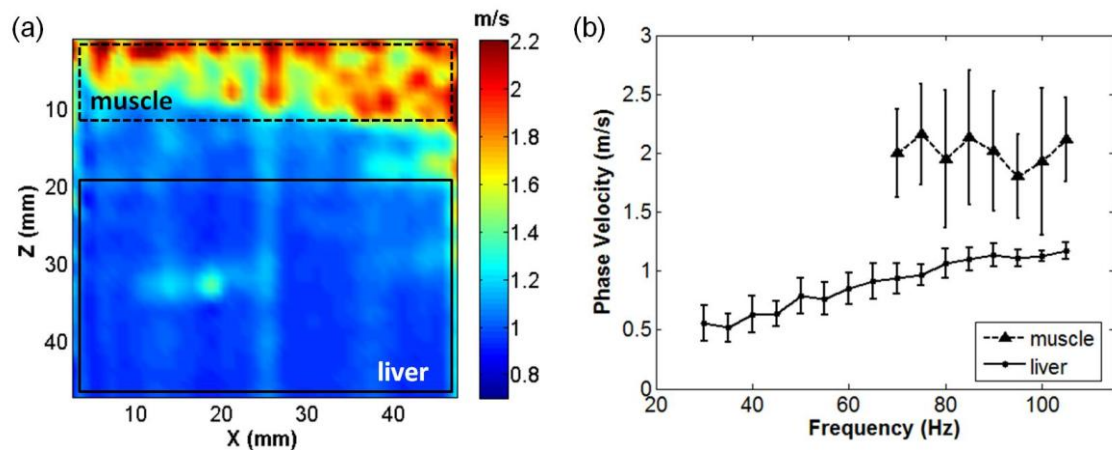 (a)
m/s
2.2
2
1.8
1.6
1.4
1.2
1
0.8
muscle
liver
10
20
30
40
Z (mm)
10 20 30 40
X (mm)
(b)
3
2.5
2
1.5
1
0.5
0
Phase Velocity (m/s)
muscle
liver
20 40 60 80 100
Frequency (Hz)